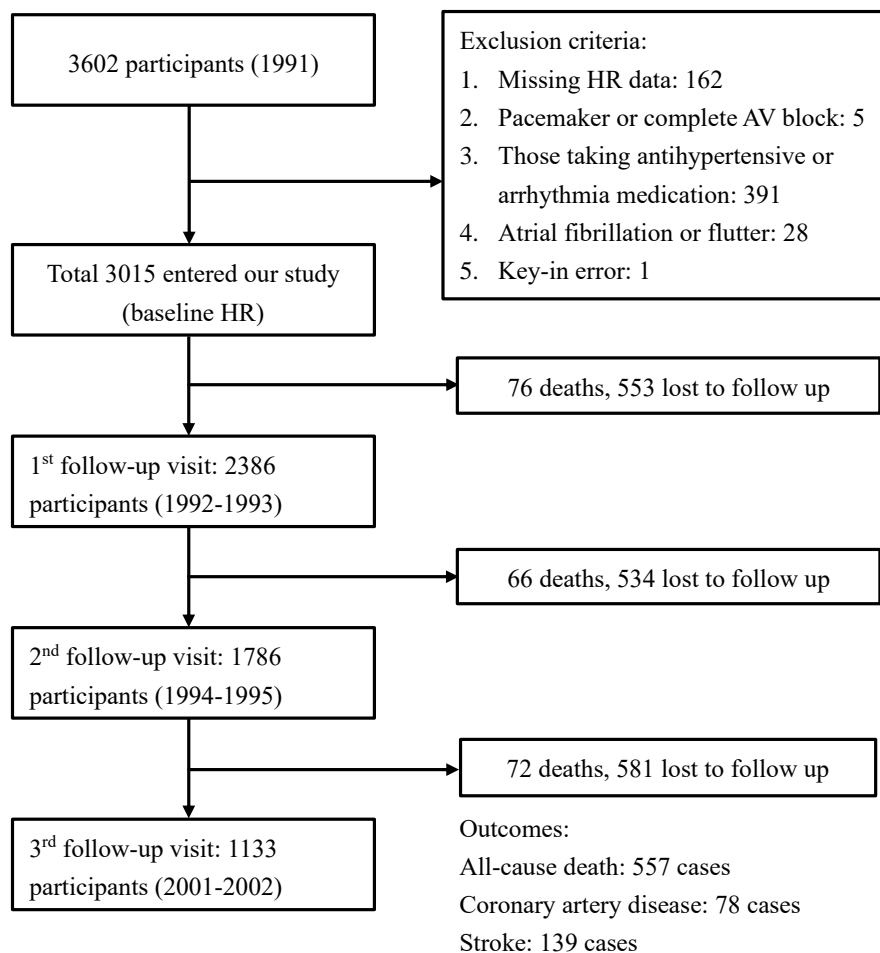 3602 participants (1991)
Exclusion criteria:
1. Missing HR data: 162
2. Pacemaker or complete AV block: 5
3. Those taking antihypertensive or
arrhythmia medication: 391
4. Atrial fibrillation or flutter: 28
5. Key-in error: 1
Total 3015 entered our study
(baseline HR)
76 deaths, 553 lost to follow up
1st follow-up visit: 2386
participants (1992-1993)
66 deaths, 534 lost to follow up
2nd follow-up visit: 1786
participants (1994-1995)
72 deaths, 581 lost to follow up
3rd follow-up visit: 1133
participants (2001-2002)
Outcomes:
All-cause death: 557 cases
Coronary artery disease: 78 cases
Stroke: 139 cases